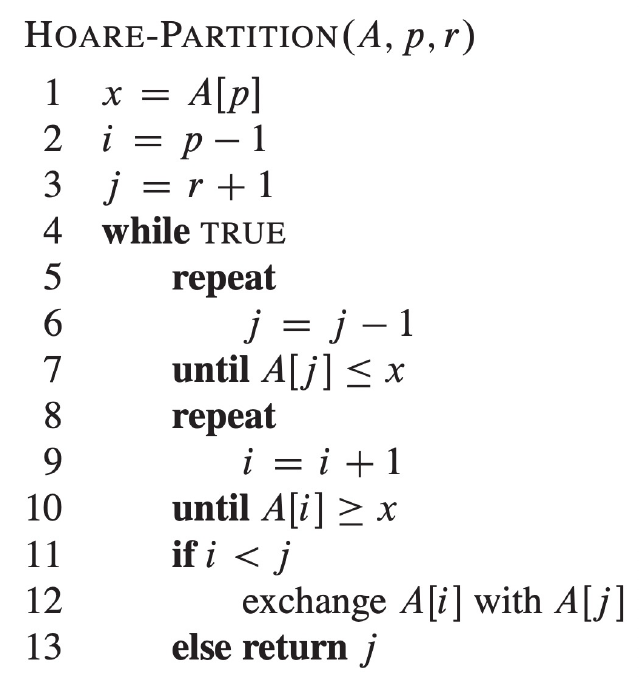 HOARE-PARTITION(A, p, r)
1 x = A[p]
2 i = p − 1
3 j = r + 1
4 while TRUE
5 repeat
6 j = j − 1
7 until A[j] ≤ x
8 repeat
9 i = i + 1
10 until A[i] ≥ x
11 if i < j
12 exchange A[i] with A[j]
13 else return j